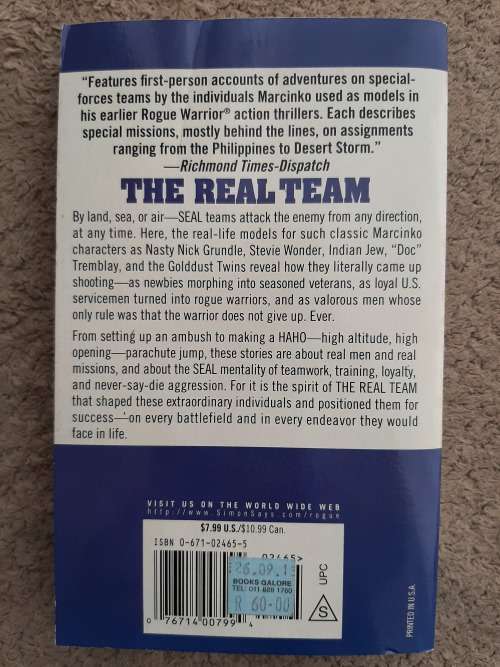 “Features first-person accounts of adventures on special-
forces teams by the individuals Marcinko used as models in
his earlier Rogue Warrior® action thrillers. Each describes
special missions, mostly behind the lines, on assignments
ranging from the Philippines to Desert Storm.”
—Richmond Times-Dispatch
THE REAL TEAM
By land, sea, or air—SEAL teams attack the enemy from any direction,
at any time. Here, the real-life models for such classic Marcinko
characters as Nasty Nick Grundle, Stevie Wonder, Indian Jew, “Doc”
Tremblay, and the Golddust Twins reveal how they literally came up
shooting—as newbies morphing into seasoned veterans, as loyal U.S.
servicemen turned into rogue warriors, and as valorous men whose
only rule was that the warrior does not give up. Ever.
From setting up an ambush to making a HAHO—high altitude, high
opening—parachute jump, these stories are about real men and real
missions, and about the SEAL mentality of teamwork, training, loyalty,
and never-say-die aggression. For it is the spirit of THE REAL TEAM
that shaped these extraordinary individuals and positioned them for
success—on every battlefield and in every endeavor they would
face in life.
VISIT US ON THE WORLD WIDE WEB
http://www.SimonSays.com/rogue
$7.99 U.S./$10.99 Can.
ISBN 0-671-02465-5
02465>
26.09.13
BOOKS GALORE
R 60-00
0 76714 00799 4
UPC
S
PRINTED IN U.S.A.